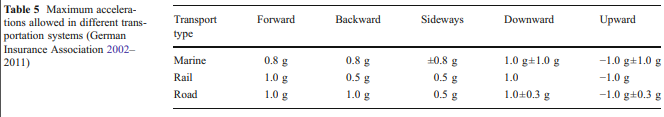 Table 5 Maximum accelera-
tions allowed in different trans-
portation systems (German
Insurance Association 2002–
2011)
Transport type Forward Backward Sideways Downward Upward
Marine 0.8 g 0.8 g ±0.8 g 1.0 g±1.0 g −1.0 g±1.0 g
Rail 1.0 g 0.5 g 0.5 g 1.0 −1.0 g
Road 1.0 g 1.0 g 0.5 g 1.0±0.3 g −1.0 g±0.3 g